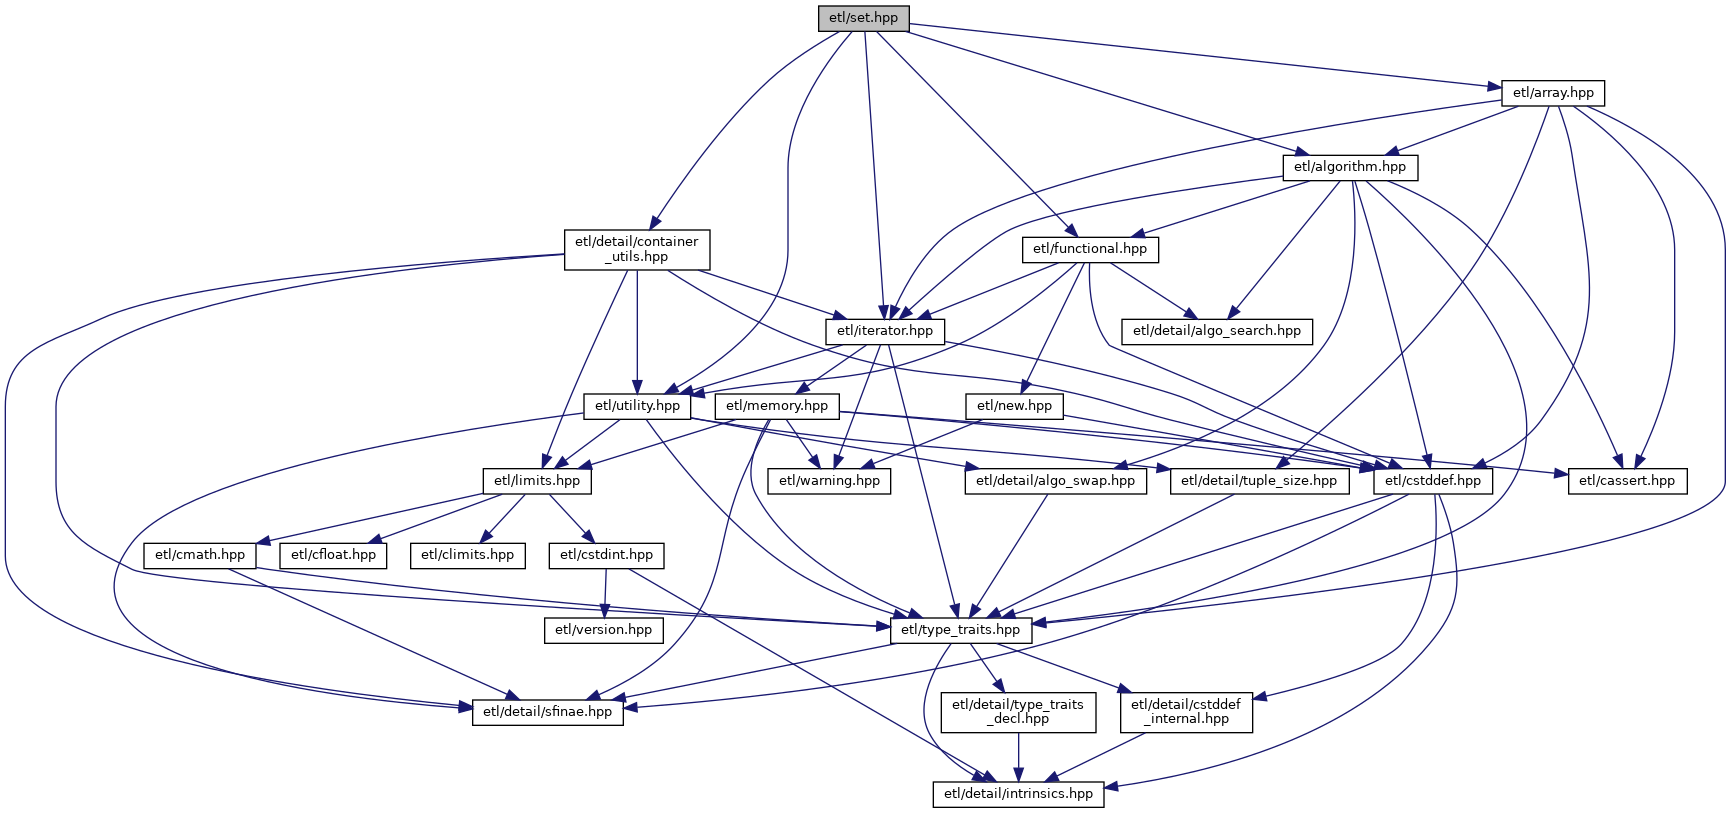 etl/set.hpp
etl/array.hpp
etl/algorithm.hpp
etl/detail/container
_utils.hpp
etl/functional.hpp
etl/iterator.hpp
etl/detail/algo_search.hpp
etl/utility.hpp
etl/memory.hpp
etl/new.hpp
etl/limits.hpp
etl/warning.hpp
etl/detail/algo_swap.hpp
etl/detail/tuple_size.hpp
etl/cstddef.hpp
etl/cassert.hpp
etl/cmath.hpp
etl/cfloat.hpp
etl/climits.hpp
etl/cstdint.hpp
etl/version.hpp
etl/type_traits.hpp
etl/detail/sfinae.hpp
etl/detail/type_traits
_decl.hpp
etl/detail/cstddef
_internal.hpp
etl/detail/intrinsics.hpp